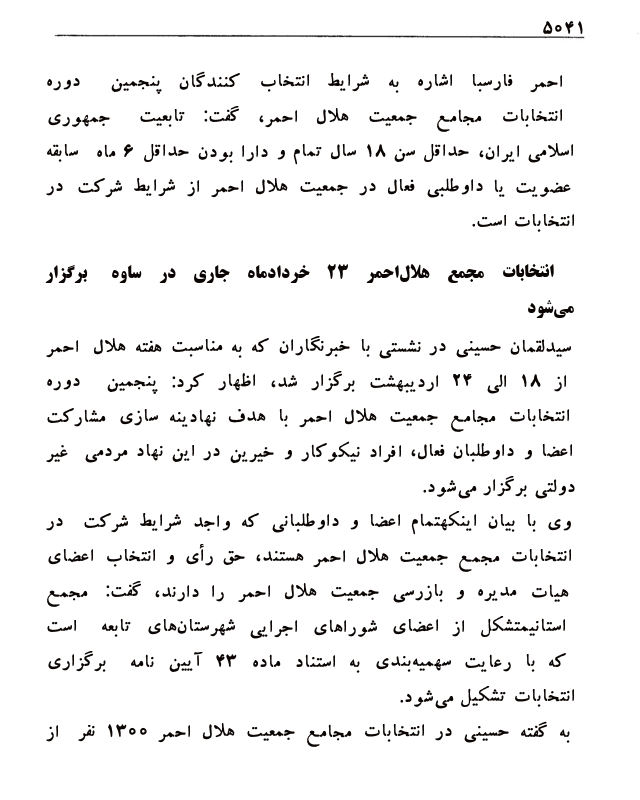 ۵۰۴۱
احمر فارسبا اشاره به شرایط انتخاب کنندگان پنجمین دوره
انتخابات مجامع جمعیت هلال احمر، گفت: تابعیت جمهوری
اسلامی ایران، حداقل سن ۱۸ سال تمام و دارا بودن حداقل ۶ ماه سابقه
عضویت یا داوطلبی فعال در جمعیت هلال احمر از شرایط شرکت در
انتخابات است.
انتخابات مجمع هلال‌احمر ۲۳ خردادماه جاری در ساوه برگزار
می‌شود
سیدلقمان حسینی در نشستی با خبرنگاران که به مناسبت هفته هلال احمر
از ۱۸ الی ۲۴ اردیبهشت برگزار شد، اظهار کرد: پنجمین دوره
انتخابات مجامع جمعیت هلال احمر با هدف نهادینه سازی مشارکت
اعضا و داوطلبان فعال، افراد نیکوکار و خیرین در این نهاد مردمی غیر
دولتی برگزار می‌شود.
وی با بیان اینکهتمام اعضا و داوطلبانی که واجد شرایط شرکت در
انتخابات مجمع جمعیت هلال احمر هستند، حق رأی و انتخاب اعضای
هیات مدیره و بازرسی جمعیت هلال احمر را دارند، گفت: مجمع
استانیمتشکل از اعضای شوراهای اجرایی شهرستان‌های تابعه است
که با رعایت سهمیه‌بندی به استناد ماده ۴۳ آیین نامه برگزاری
انتخابات تشکیل می‌شود.
به گفته حسینی در انتخابات مجامع جمعیت هلال احمر ۱۳۰۰ نفر از